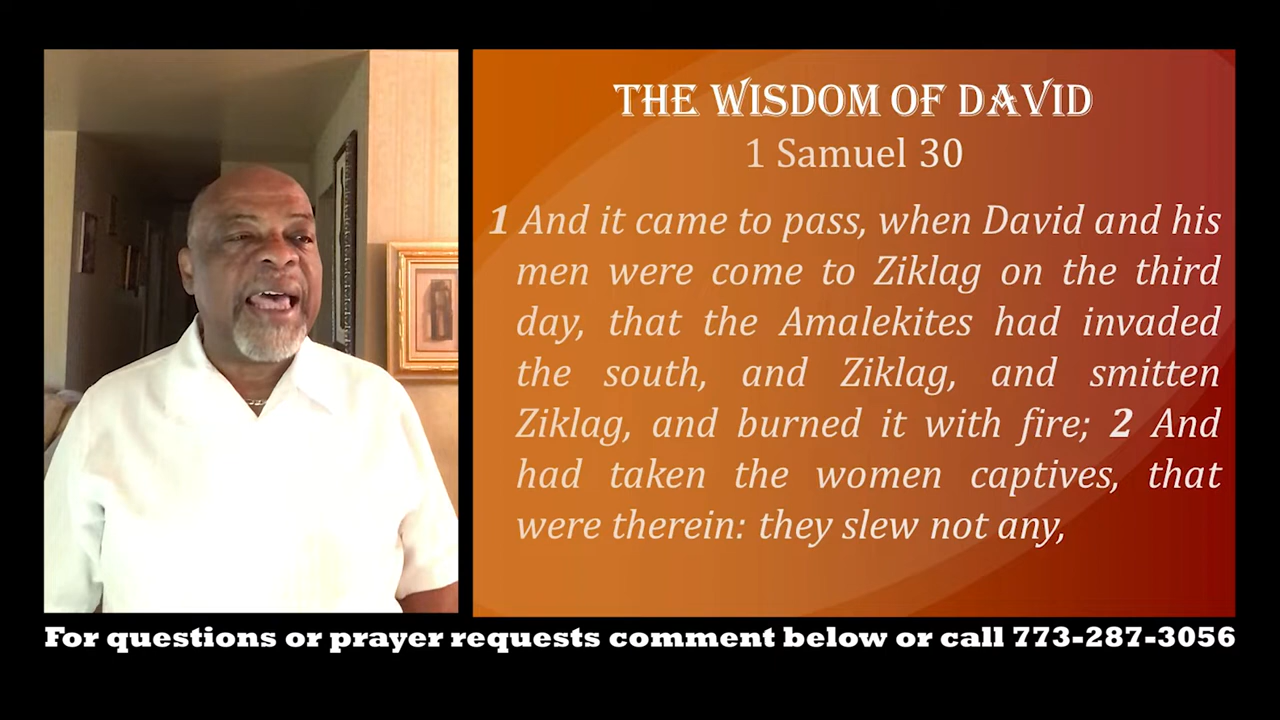 THE WISDOM OF DAVID
1 Samuel 30
1 And it came to pass, when David and his
men were come to Ziklag on the third
day, that the Amalekites had invaded
the south, and Ziklag, and smitten
Ziklag, and burned it with fire; 2 And
had taken the women captives, that
were therein: they slew not any,
For questions or prayer requests comment below or call 773-287-3056